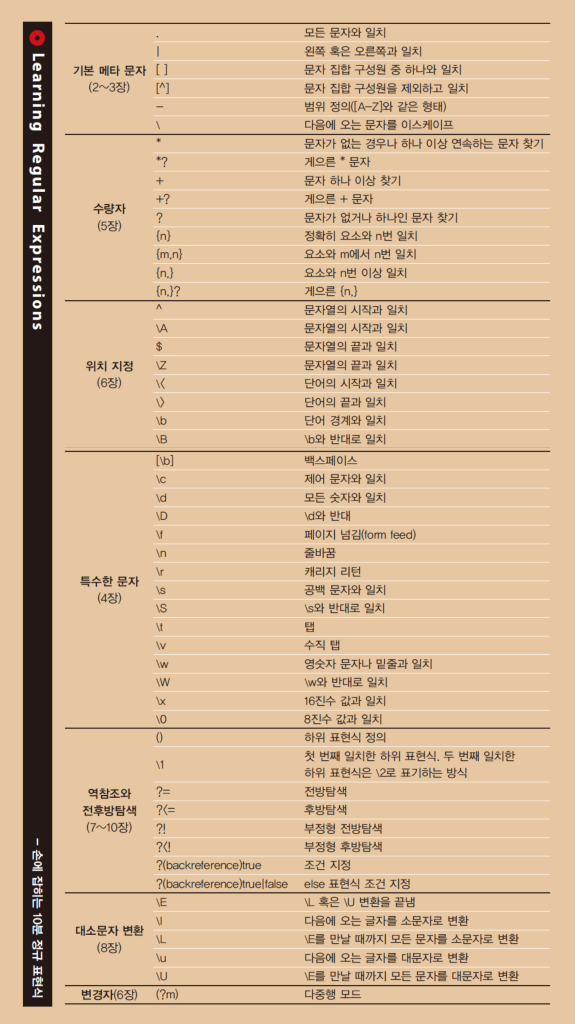 Learning Regular Expressions
– 손에 잡히는 10분 정규 표현식
기본 메타 문자
(2~3장)
. 모든 문자와 일치
| 왼쪽 혹은 오른쪽과 일치
[ ] 문자 집합 구성원 중 하나와 일치
[^] 문자 집합 구성원을 제외하고 일치
– 범위 정의([A–Z]와 같은 형태)
\ 다음에 오는 문자를 이스케이프
수량자
(5장)
* 문자가 없는 경우나 하나 이상 연속하는 문자 찾기
*? 게으른 * 문자
+ 문자 하나 이상 찾기
+? 게으른 + 문자
? 문자가 없거나 하나인 문자 찾기
{n} 정확히 요소와 n번 일치
{m,n} 요소와 m에서 n번 일치
{n,} 요소와 n번 이상 일치
{n,}? 게으른 {n,}
위치 지정
(6장)
^ 문자열의 시작과 일치
\A 문자열의 시작과 일치
$ 문자열의 끝과 일치
\Z 문자열의 끝과 일치
\< 단어의 시작과 일치
\> 단어의 끝과 일치
\b 단어 경계와 일치
\B \b와 반대로 일치
특수한 문자
(4장)
[\b] 백스페이스
\c 제어 문자와 일치
\d 모든 숫자와 일치
\D \d와 반대
\f 페이지 넘김(form feed)
\n 줄바꿈
\r 캐리지 리턴
\s 공백 문자와 일치
\S \s와 반대로 일치
\t 탭
\v 수직 탭
\w 영숫자 문자나 밑줄과 일치
\W \w와 반대로 일치
\x 16진수 값과 일치
\0 8진수 값과 일치
역참조와
전후방탐색
(7~10장)
() 하위 표현식 정의
\1 첫 번째 일치한 하위 표현식. 두 번째 일치한
하위 표현식은 \2로 표기하는 방식
?= 전방탐색
?<= 후방탐색
?! 부정형 전방탐색
?<! 부정형 후방탐색
?(backreference)true 조건 지정
?(backreference)true|false else 표현식 조건 지정
대소문자 변환
(8장)
\E \L 혹은 \U 변환을 끝냄
\l 다음에 오는 글자를 소문자로 변환
\L \E를 만날 때까지 모든 문자를 소문자로 변환
\u 다음에 오는 글자를 대문자로 변환
\U \E를 만날 때까지 모든 문자를 대문자로 변환
변경자(6장)
(?m) 다중행 모드